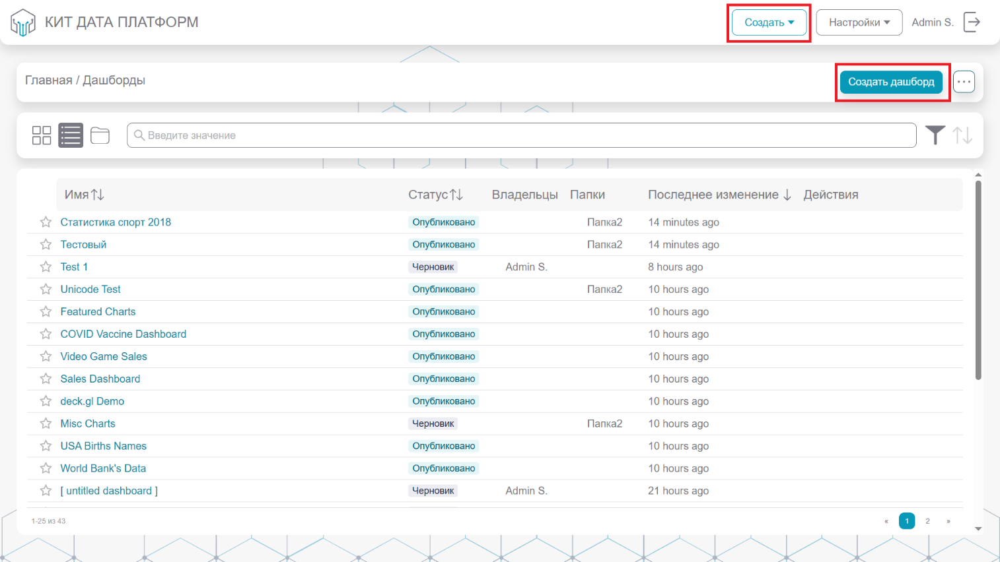 КИТ ДАТА ПЛАТФОРМ
Создать
Настройки
Admin S.
Главная / Дашборды
Создать дашборд
Введите значение
Имя Статус Владельцы Папки Последнее изменение Действия
Статистика спорт 2018 Опубликовано Папка2 14 minutes ago
Тестовый Опубликовано Папка2 14 minutes ago
Test 1 Черновик Admin S. 8 hours ago
Unicode Test Опубликовано Папка2 10 hours ago
Featured Charts Опубликовано 10 hours ago
COVID Vaccine Dashboard Опубликовано 10 hours ago
Video Game Sales Опубликовано 10 hours ago
Sales Dashboard Опубликовано 10 hours ago
deck.gl Demo Опубликовано 10 hours ago
Misc Charts Черновик Папка2 10 hours ago
USA Births Names Опубликовано 10 hours ago
World Bank's Data Опубликовано 10 hours ago
[ untitled dashboard ] Черновик Admin S. 21 hours ago
1-25 из 43 « 1 2 »